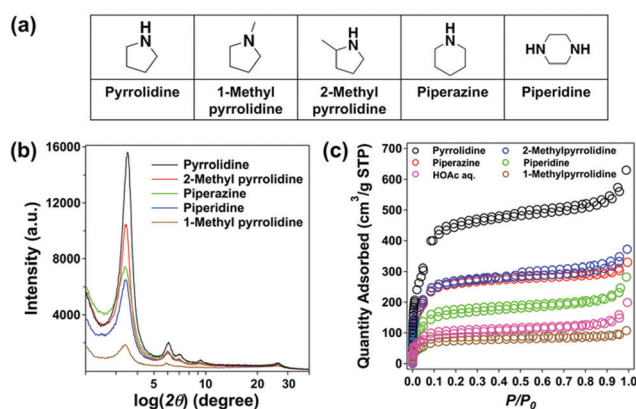 (a)
H
N
N
H
N
H
N
HN
NH
Pyrrolidine
1-Methyl
pyrrolidine
2-Methyl
pyrrolidine
Piperazine
Piperidine
(b)
16000
12000
8000
4000
Intensity (a.u.)
Pyrrolidine
2-Methyl pyrrolidine
Piperazine
Piperidine
1-Methyl pyrrolidine
5
10
20
30
log(2θ) (degree)
(c)
700
600
500
400
300
200
100
0
Quantity Adsorbed (cm³/g STP)
Pyrrolidine
2-Methylpyrrolidine
Piperazine
Piperidine
HOAc aq.
1-Methylpyrrolidine
0.0 0.1 0.2 0.3 0.4 0.5 0.6 0.7 0.8 0.9 1.0
P/P₀